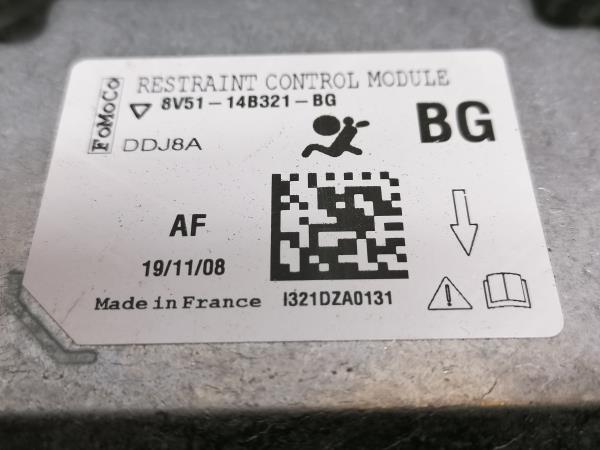 FoMoCo
RESTRAINT CONTROL MODULE
8V51-14B321-BG
DDJ8A
BG
AF
19/11/08
Made in France
I321DZA0131